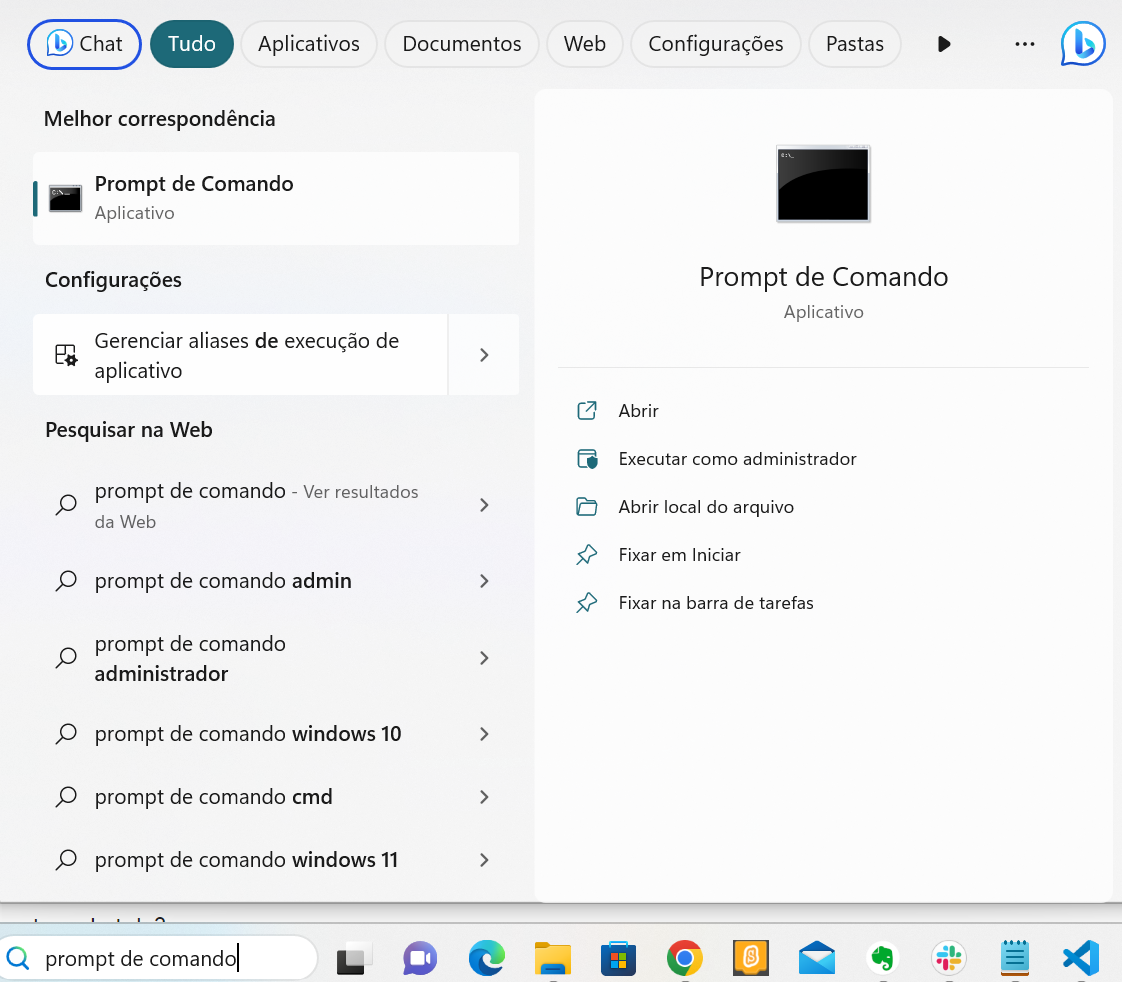 Chat Tudo Aplicativos Documentos Web Configurações Pastas
Melhor correspondência
Prompt de Comando
Aplicativo
Configurações
Gerenciar aliases de execução de
aplicativo
Pesquisar na Web
prompt de comando - Ver resultados
da Web
prompt de comando admin
prompt de comando
administrador
prompt de comando windows 10
prompt de comando cmd
prompt de comando windows 11
Prompt de Comando
Aplicativo
Abrir
Executar como administrador
Abrir local do arquivo
Fixar em Iniciar
Fixar na barra de tarefas
prompt de comando